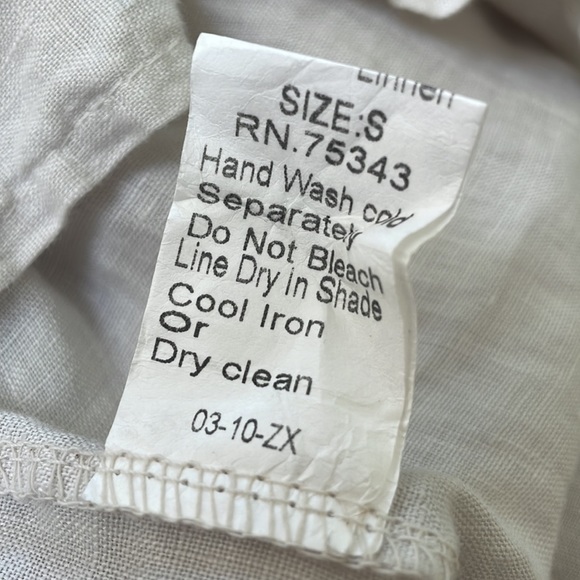 Linnen
SIZE:S
RN.75343
Hand Wash cold
Separately
Do Not Bleach
Line Dry in Shade
Cool Iron
Or
Dry clean
03-10-ZX